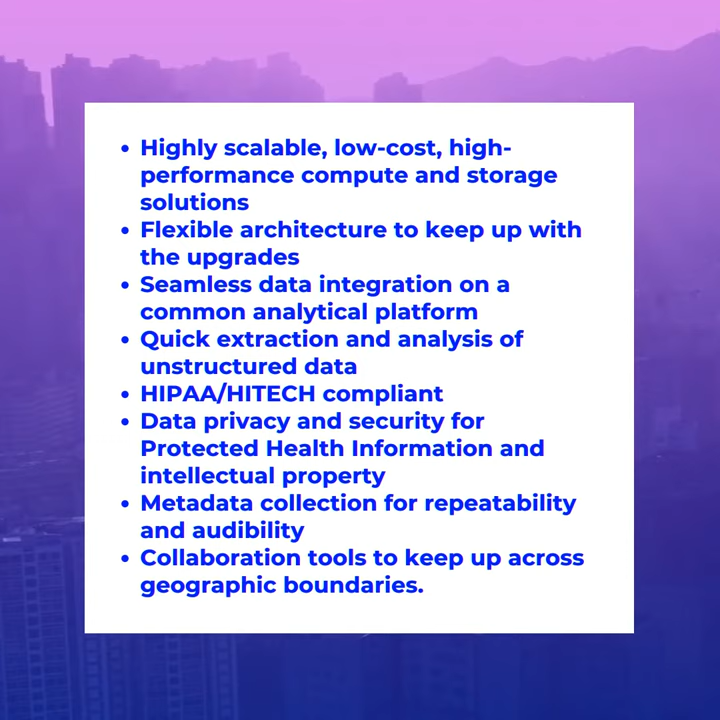 • Highly scalable, low-cost, high-
performance compute and storage
solutions
• Flexible architecture to keep up with
the upgrades
• Seamless data integration on a
common analytical platform
• Quick extraction and analysis of
unstructured data
• HIPAA/HITECH compliant
• Data privacy and security for
Protected Health Information and
intellectual property
• Metadata collection for repeatability
and audibility
• Collaboration tools to keep up across
geographic boundaries.